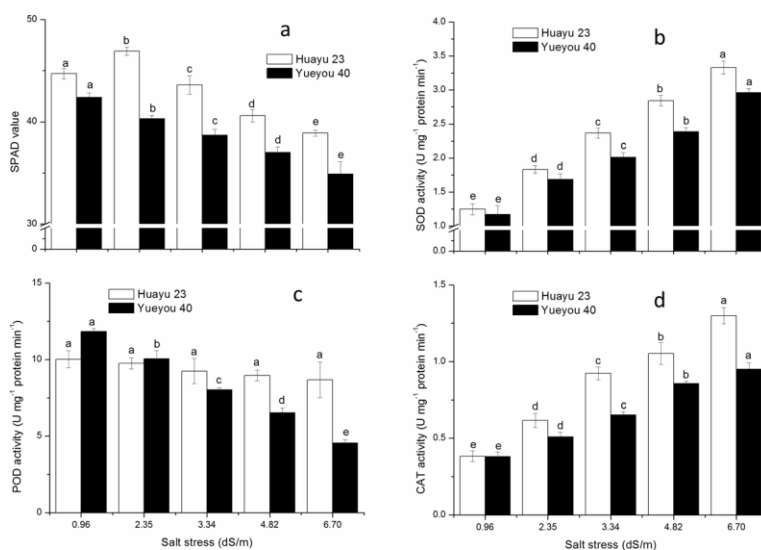 a
Huayu 23
Yueyou 40
50
40
30
0
SPAD value
a a b b c c d d e e
b
Huayu 23
Yueyou 40
3.5
3.0
2.5
2.0
1.5
1.0
0.0
SOD activity (U mg⁻¹ protein min⁻¹)
e e d d c c b b a a
c
Huayu 23
Yueyou 40
15
10
5
0
POD activity (U mg⁻¹ protein min⁻¹)
a a a b a c a d a e
0.96 2.35 3.34 4.82 6.70
Salt stress (dS/m)
d
Huayu 23
Yueyou 40
1.5
1.0
0.5
0.0
CAT activity (U mg⁻¹ protein min⁻¹)
e e d d c c b b a a
0.96 2.35 3.34 4.82 6.70
Salt stress (dS/m)